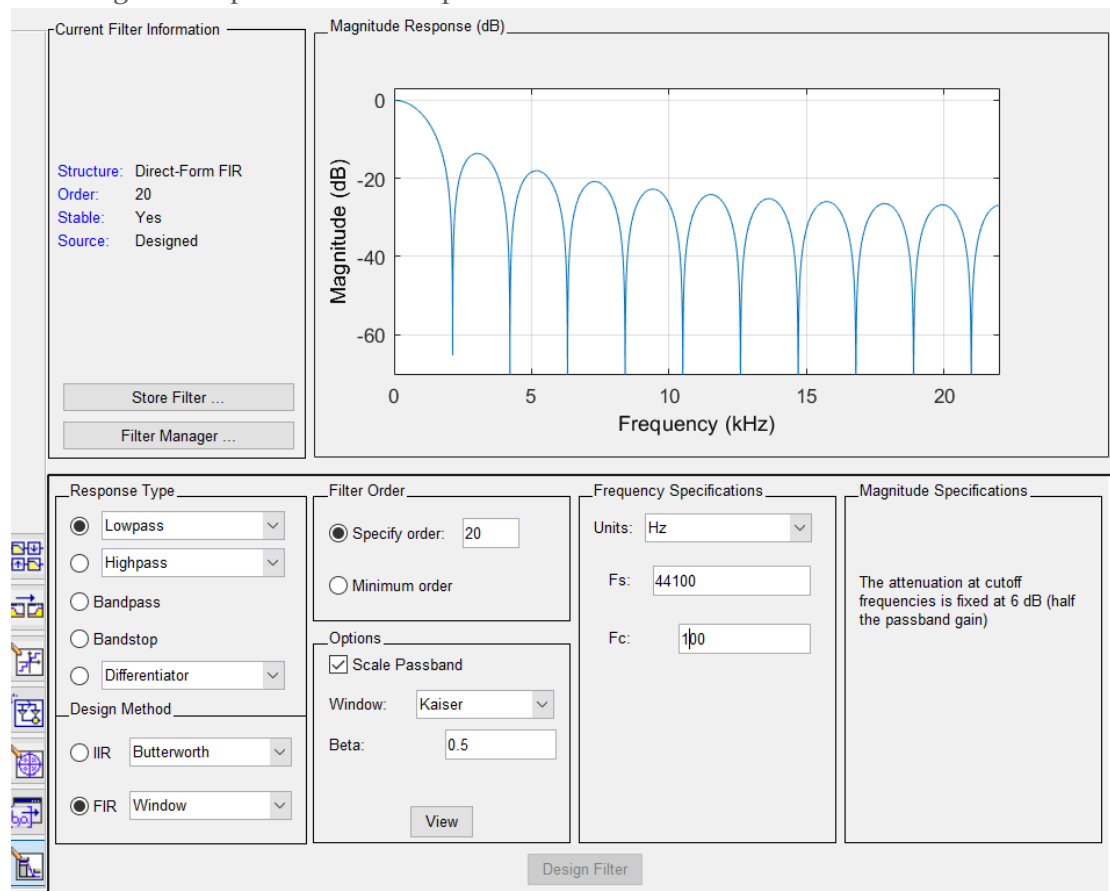 Current Filter Information
Structure: Direct-Form FIR
Order: 20
Stable: Yes
Source: Designed
Store Filter ...
Filter Manager ...
Magnitude Response (dB)
Magnitude (dB)
0
-20
-40
-60
0 5 10 15 20
Frequency (kHz)
Response Type
Lowpass
Highpass
Bandpass
Bandstop
Differentiator
Design Method
IIR Butterworth
FIR Window
Filter Order
Specify order: 20
Minimum order
Options
Scale Passband
Window: Kaiser
Beta: 0.5
View
Frequency Specifications
Units: Hz
Fs: 44100
Fc: 100
Magnitude Specifications
The attenuation at cutoff
frequencies is fixed at 6 dB (half
the passband gain)
Design Filter